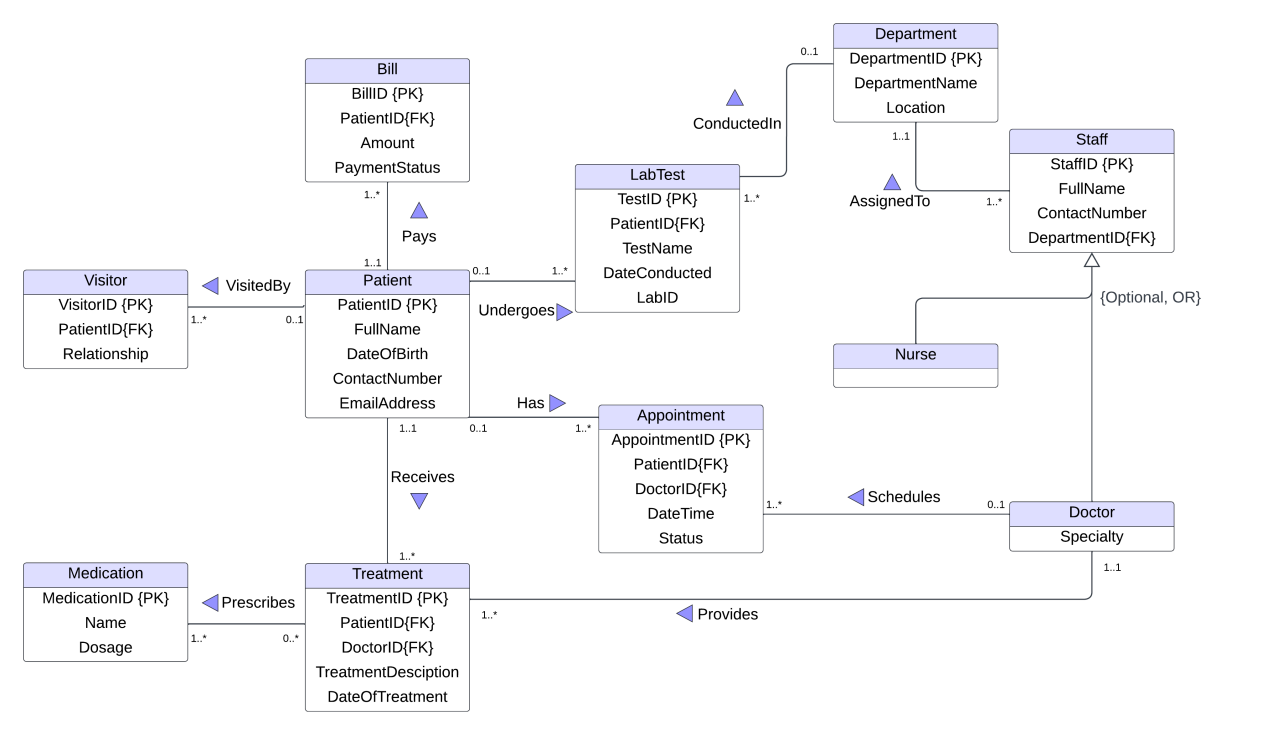 Department
DepartmentID {PK}
DepartmentName
Location
0..1
1..1
Bill
BillID {PK}
PatientID{FK}
Amount
PaymentStatus
1..*
Pays
1..1
ConductedIn
LabTest
TestID {PK}
PatientID{FK}
TestName
DateConducted
LabID
1..*
AssignedTo
1..*
Staff
StaffID {PK}
FullName
ContactNumber
DepartmentID{FK}
{Optional, OR}
Visitor
VisitorID {PK}
PatientID{FK}
Relationship
VisitedBy
1..*
0..1
Patient
PatientID {PK}
FullName
DateOfBirth
ContactNumber
EmailAddress
0..1
1..*
Undergoes
Nurse
Has
0..1
1..*
1..1
Receives
1..*
Appointment
AppointmentID {PK}
PatientID{FK}
DoctorID{FK}
DateTime
Status
Schedules
1..*
0..1
Doctor
Specialty
1..1
Medication
MedicationID {PK}
Name
Dosage
Prescribes
1..*
0..*
Treatment
TreatmentID {PK}
PatientID{FK}
DoctorID{FK}
TreatmentDesciption
DateOfTreatment
1..*
Provides